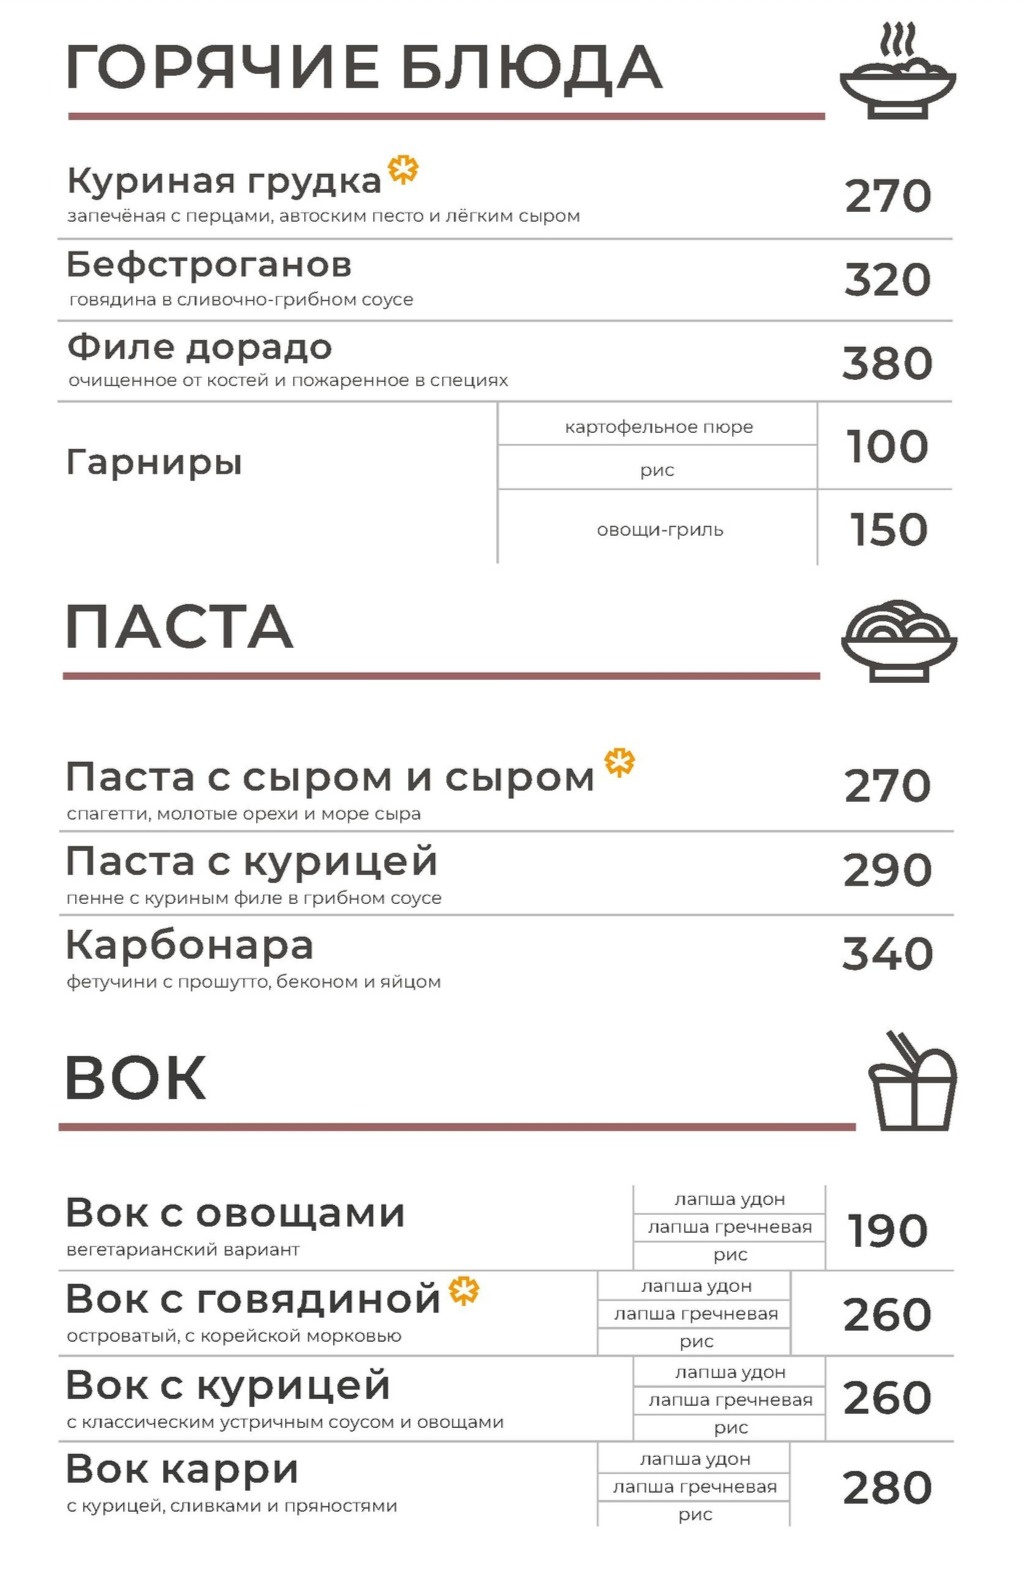 ГОРЯЧИЕ БЛЮДА
Куриная грудка
270
запечёная с перцами, автоским песто и лёгким сыром
Бефстроганов
320
говядина в сливочно-грибном соусе
Филе дорадо
380
очищенное от костей и пожаренное в специях
Гарниры
картофельное пюре
рис
100
овощи-гриль
150
ПАСТА
Паста с сыром и сыром
270
спагетти, молотые орехи и море сыра
Паста с курицей
290
пенне с куриным филе в грибном соусе
Карбонара
340
фетучини с прошутто, беконом и яйцом
ВОК
Вок с овощами
вегетарианский вариант
лапша удон
лапша гречневая
рис
190
Вок с говядиной
островатый, с корейской морковью
лапша удон
лапша гречневая
рис
260
Вок с курицей
с классическим устричным соусом и овощами
лапша удон
лапша гречневая
рис
260
Вок карри
с курицей, сливками и пряностями
лапша удон
лапша гречневая
рис
280